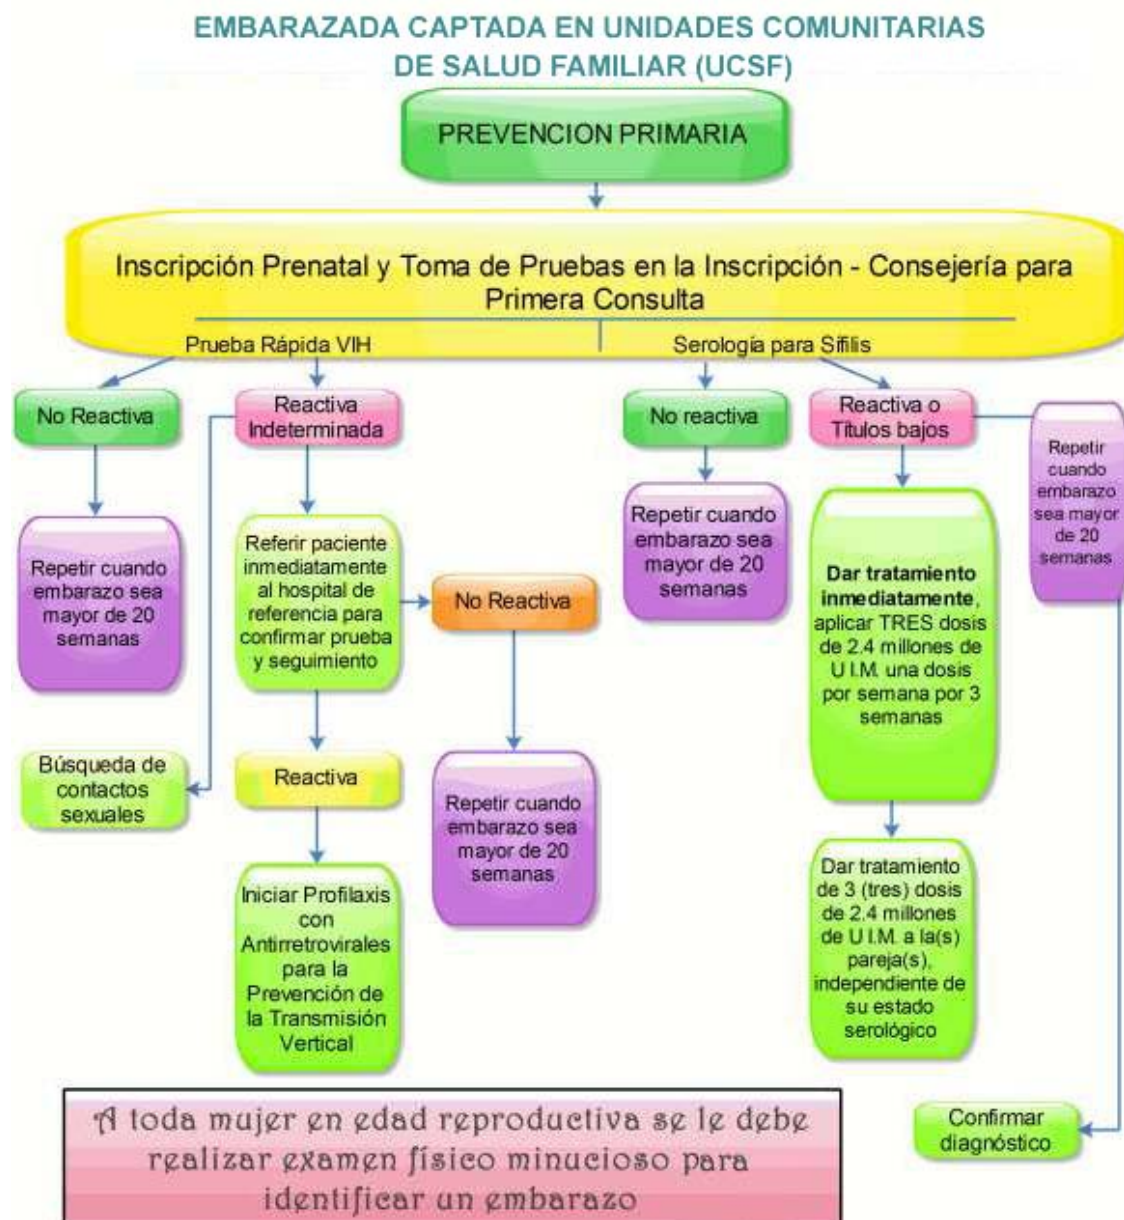 EMBARAZADA CAPTADA EN UNIDADES COMUNITARIAS
DE SALUD FAMILIAR (UCSF)
PREVENCION PRIMARIA
Inscripción Prenatal y Toma de Pruebas en la Inscripción - Consejería para
Primera Consulta
Prueba Rápida VIH
Serología para Sífilis
No Reactiva
Reactiva
Indeterminada
No reactiva
Reactiva o
Títulos bajos
Repetir
cuando
embarazo
sea mayor
de 20
semanas
Repetir cuando
embarazo sea
mayor de 20
semanas
Referir paciente
inmediatamente
al hospital de
referencia para
confirmar prueba
y seguimiento
No Reactiva
Repetir cuando
embarazo sea
mayor de 20
semanas
Dar tratamiento
inmediatamente,
aplicar TRES dosis
de 2.4 millones de
U I.M. una dosis
por semana por 3
semanas
Búsqueda de
contactos
sexuales
Reactiva
Repetir cuando
embarazo sea
mayor de 20
semanas
Iniciar Profilaxis
con
Antirretrovirales
para la
Prevención de
la Transmisión
Vertical
Dar tratamiento
de 3 (tres) dosis
de 2.4 millones
de U I.M. a la(s)
pareja(s),
independiente de
su estado
serológico
Confirmar
diagnóstico
A toda mujer en edad reproductiva se le debe
realizar examen físico minucioso para
identificar un embarazo